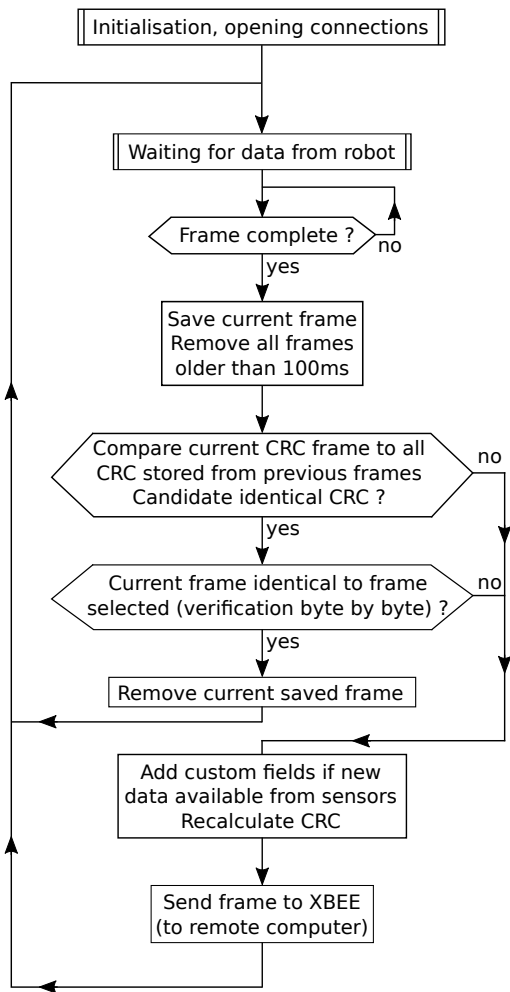 Initialisation, opening connections
Waiting for data from robot
Frame complete ?
no
yes
Save current frame
Remove all frames
older than 100ms
Compare current CRC frame to all
CRC stored from previous frames
Candidate identical CRC ?
no
yes
Current frame identical to frame
selected (verification byte by byte) ?
no
yes
Remove current saved frame
Add custom fields if new
data available from sensors
Recalculate CRC
Send frame to XBEE
(to remote computer)